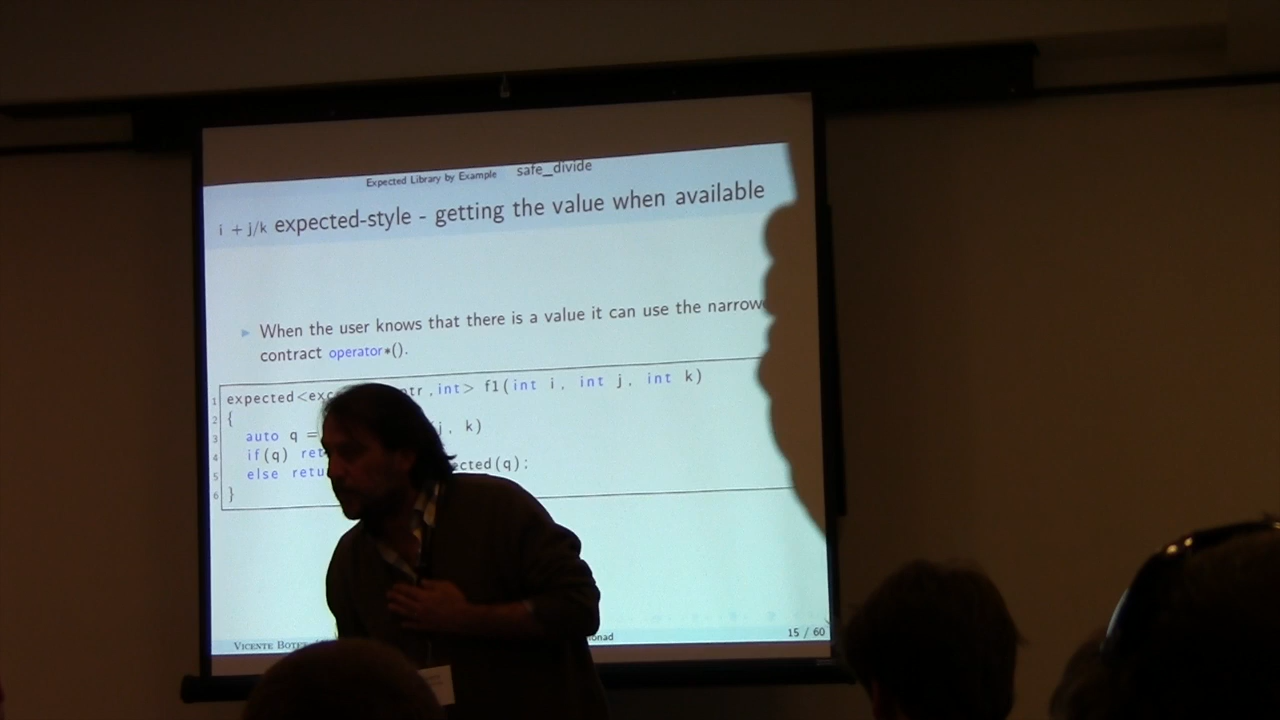 Expected Library by Example safe_divide
i + j/k expected-style - getting the value when available
When the user knows that there is a value it can use the narrow
contract operator*().
1 expected<exc tr,int> f1(int i, int j, int k)
2 {
3 auto q = j, k)
4 if(q) ret
5 else retu ected(q);
6 }
VICENTE BOTE onad 15 / 60